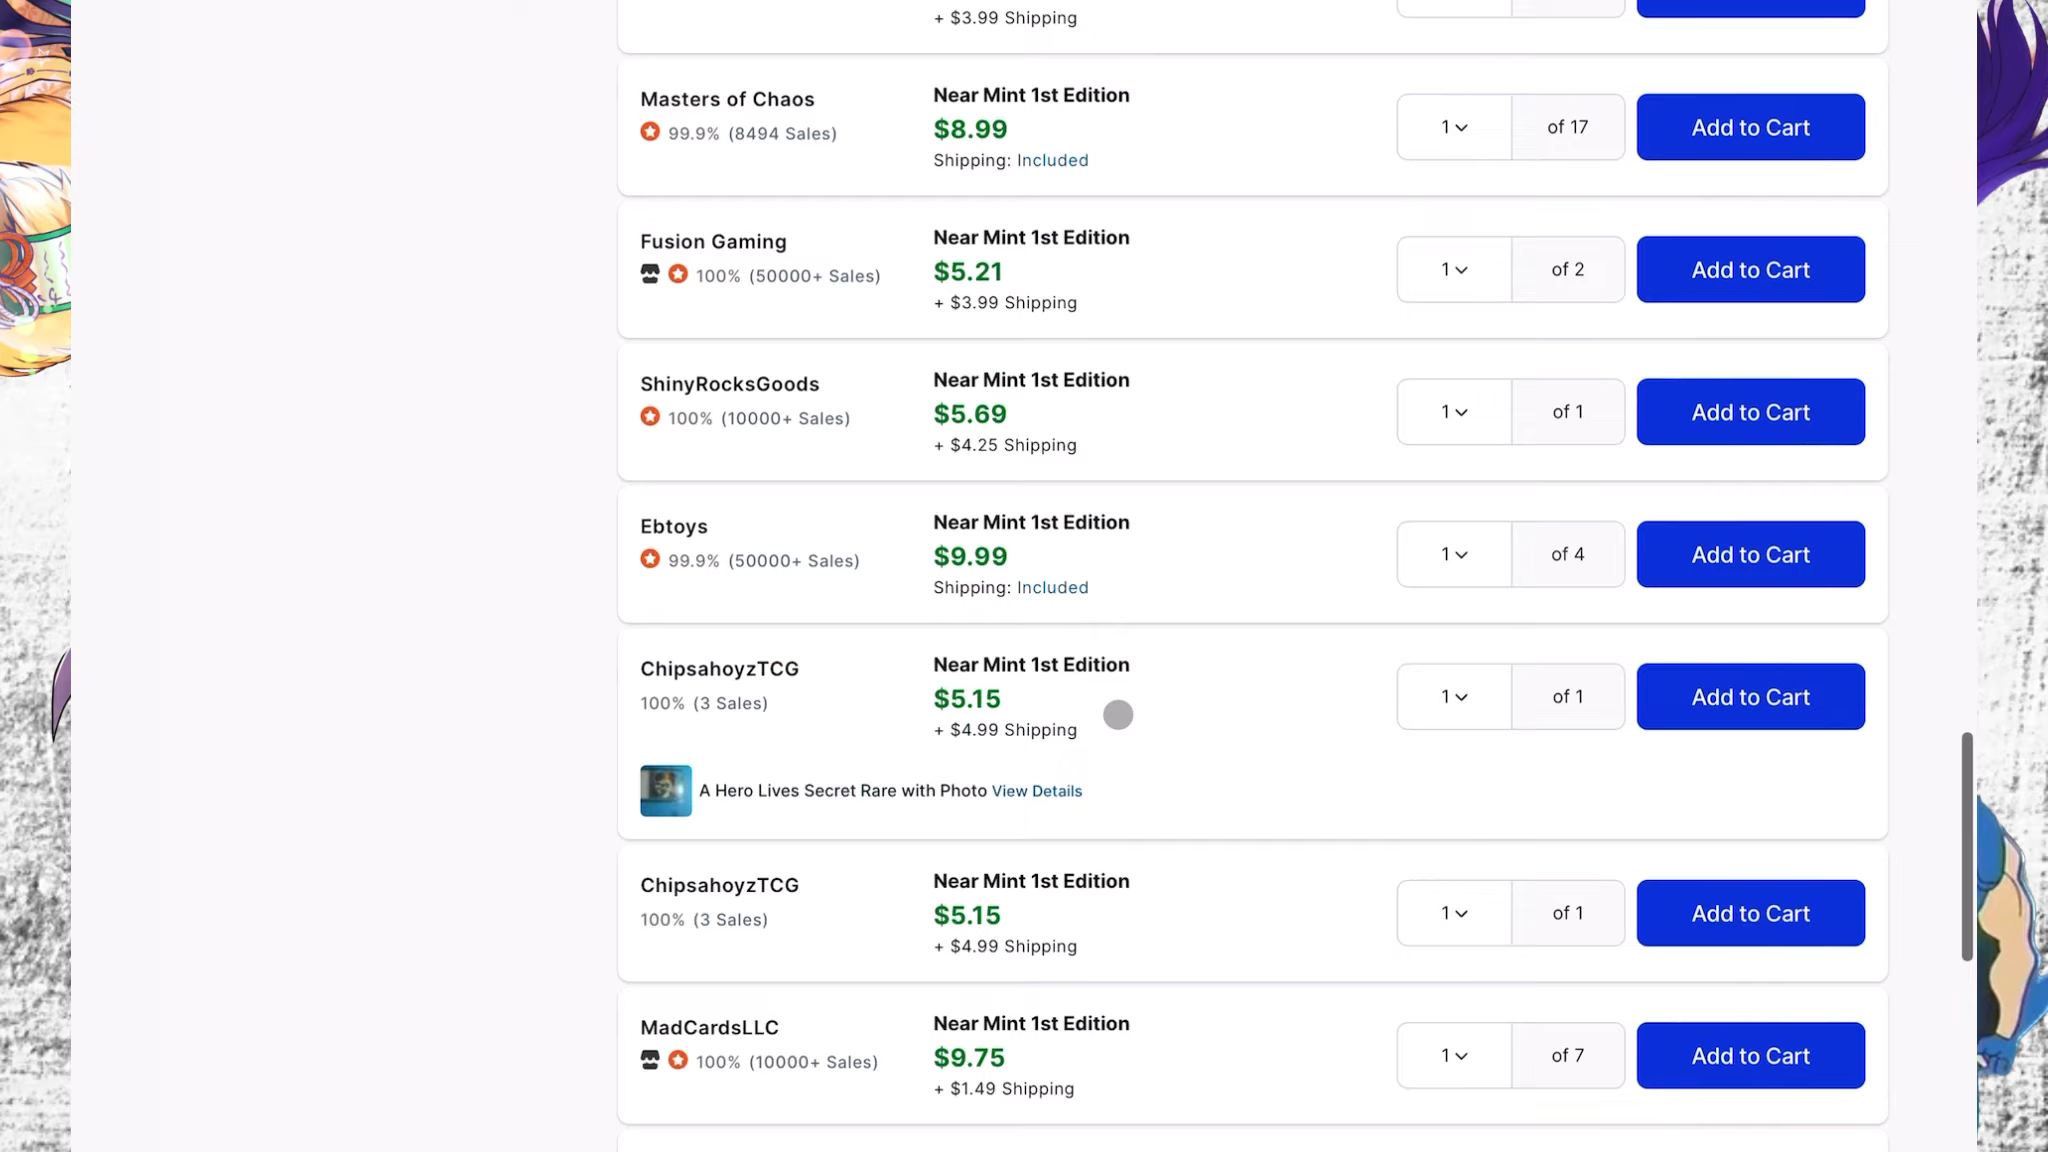 + $3.99 Shipping
Masters of Chaos
99.9% (8494 Sales)
Near Mint 1st Edition
$8.99
Shipping: Included
1
of 17
Add to Cart
Fusion Gaming
100% (50000+ Sales)
Near Mint 1st Edition
$5.21
+ $3.99 Shipping
1
of 2
Add to Cart
ShinyRocksGoods
100% (10000+ Sales)
Near Mint 1st Edition
$5.69
+ $4.25 Shipping
1
of 1
Add to Cart
Ebtoys
99.9% (50000+ Sales)
Near Mint 1st Edition
$9.99
Shipping: Included
1
of 4
Add to Cart
ChipsahoyzTCG
100% (3 Sales)
Near Mint 1st Edition
$5.15
+ $4.99 Shipping
1
of 1
Add to Cart
A Hero Lives Secret Rare with Photo View Details
ChipsahoyzTCG
100% (3 Sales)
Near Mint 1st Edition
$5.15
+ $4.99 Shipping
1
of 1
Add to Cart
MadCardsLLC
100% (10000+ Sales)
Near Mint 1st Edition
$9.75
+ $1.49 Shipping
1
of 7
Add to Cart